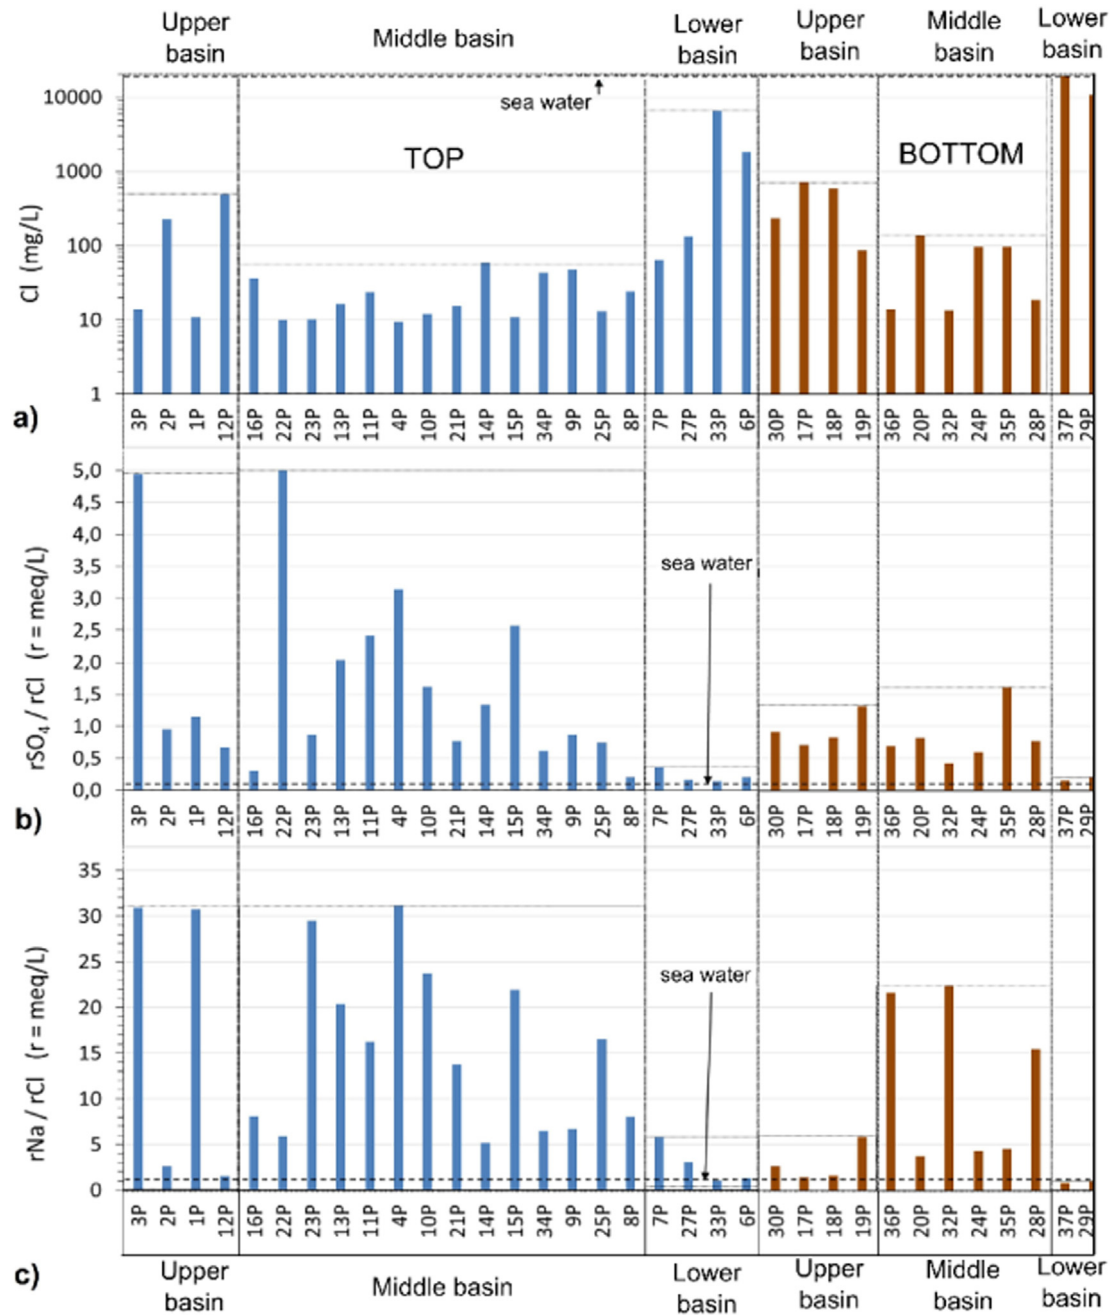 Upper basin Middle basin Lower basin Upper basin Middle basin Lower basin
sea water
TOP
BOTTOM
Cl (mg/L)
10000
1000
100
10
1
3P 2P 1P 12P 16P 22P 23P 13P 11P 4P 10P 21P 14P 15P 34P 9P 25P 8P 7P 27P 33P 6P 30P 17P 18P 19P 36P 20P 32P 24P 35P 28P 37P 29P
a)
rSO₄ / rCl (r = meq/L)
5,0
4,5
4,0
3,5
3,0
2,5
2,0
1,5
1,0
0,5
0,0
sea water
3P 2P 1P 12P 16P 22P 23P 13P 11P 4P 10P 21P 14P 15P 34P 9P 25P 8P 7P 27P 33P 6P 30P 17P 18P 19P 36P 20P 32P 24P 35P 28P 37P 29P
b)
rNa / rCl (r = meq/L)
35
30
25
20
15
10
5
0
sea water
3P 2P 1P 12P 16P 22P 23P 13P 11P 4P 10P 21P 14P 15P 34P 9P 25P 8P 7P 27P 33P 6P 30P 17P 18P 19P 36P 20P 32P 24P 35P 28P 37P 29P
c)
Upper basin Middle basin Lower basin Upper basin Middle basin Lower basin